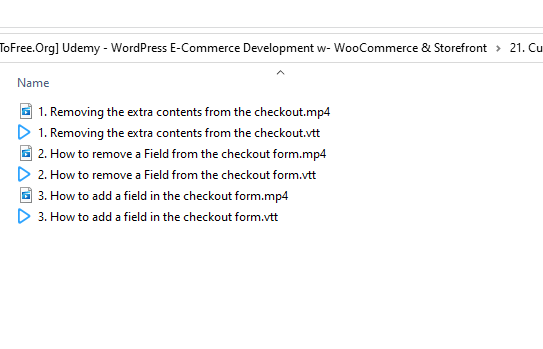 ToFree.Org] Udemy - WordPress E-Commerce Development w- WooCommerce & Storefront > 21. Cu
Name
1. Removing the extra contents from the checkout.mp4
1. Removing the extra contents from the checkout.vtt
2. How to remove a Field from the checkout form.mp4
2. How to remove a Field from the checkout form.vtt
3. How to add a field in the checkout form.mp4
3. How to add a field in the checkout form.vtt